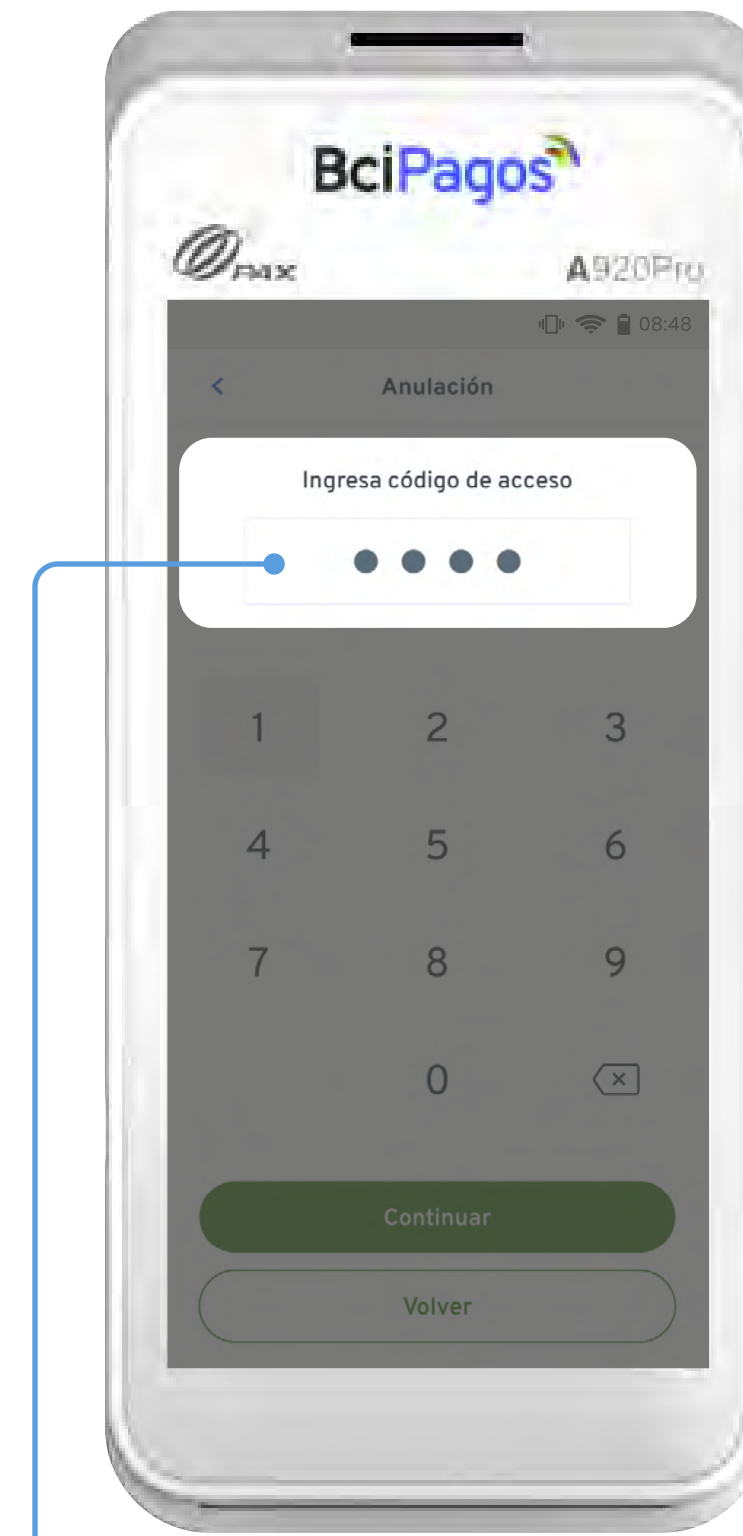 BciPagos
PAX
A920Pro
08:48
Anulación
Ingresa código de acceso
1 2 3
4 5 6
7 8 9
0
Continuar
Volver